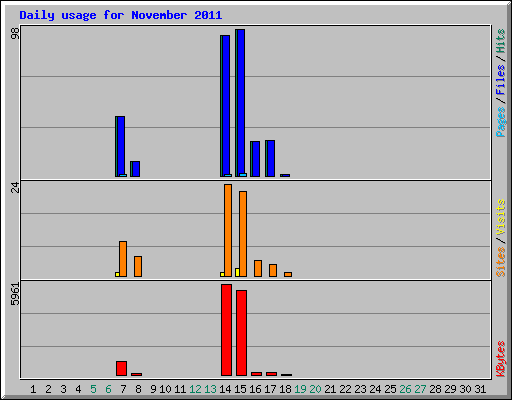 Daily usage for November 2011
98
24
5961
Pages / Files / Hits
Sites / Visits
KBytes
1 2 3 4 5 6 7 8 9 10 11 12 13 14 15 16 17 18 19 20 21 22 23 24 25 26 27 28 29 30 31